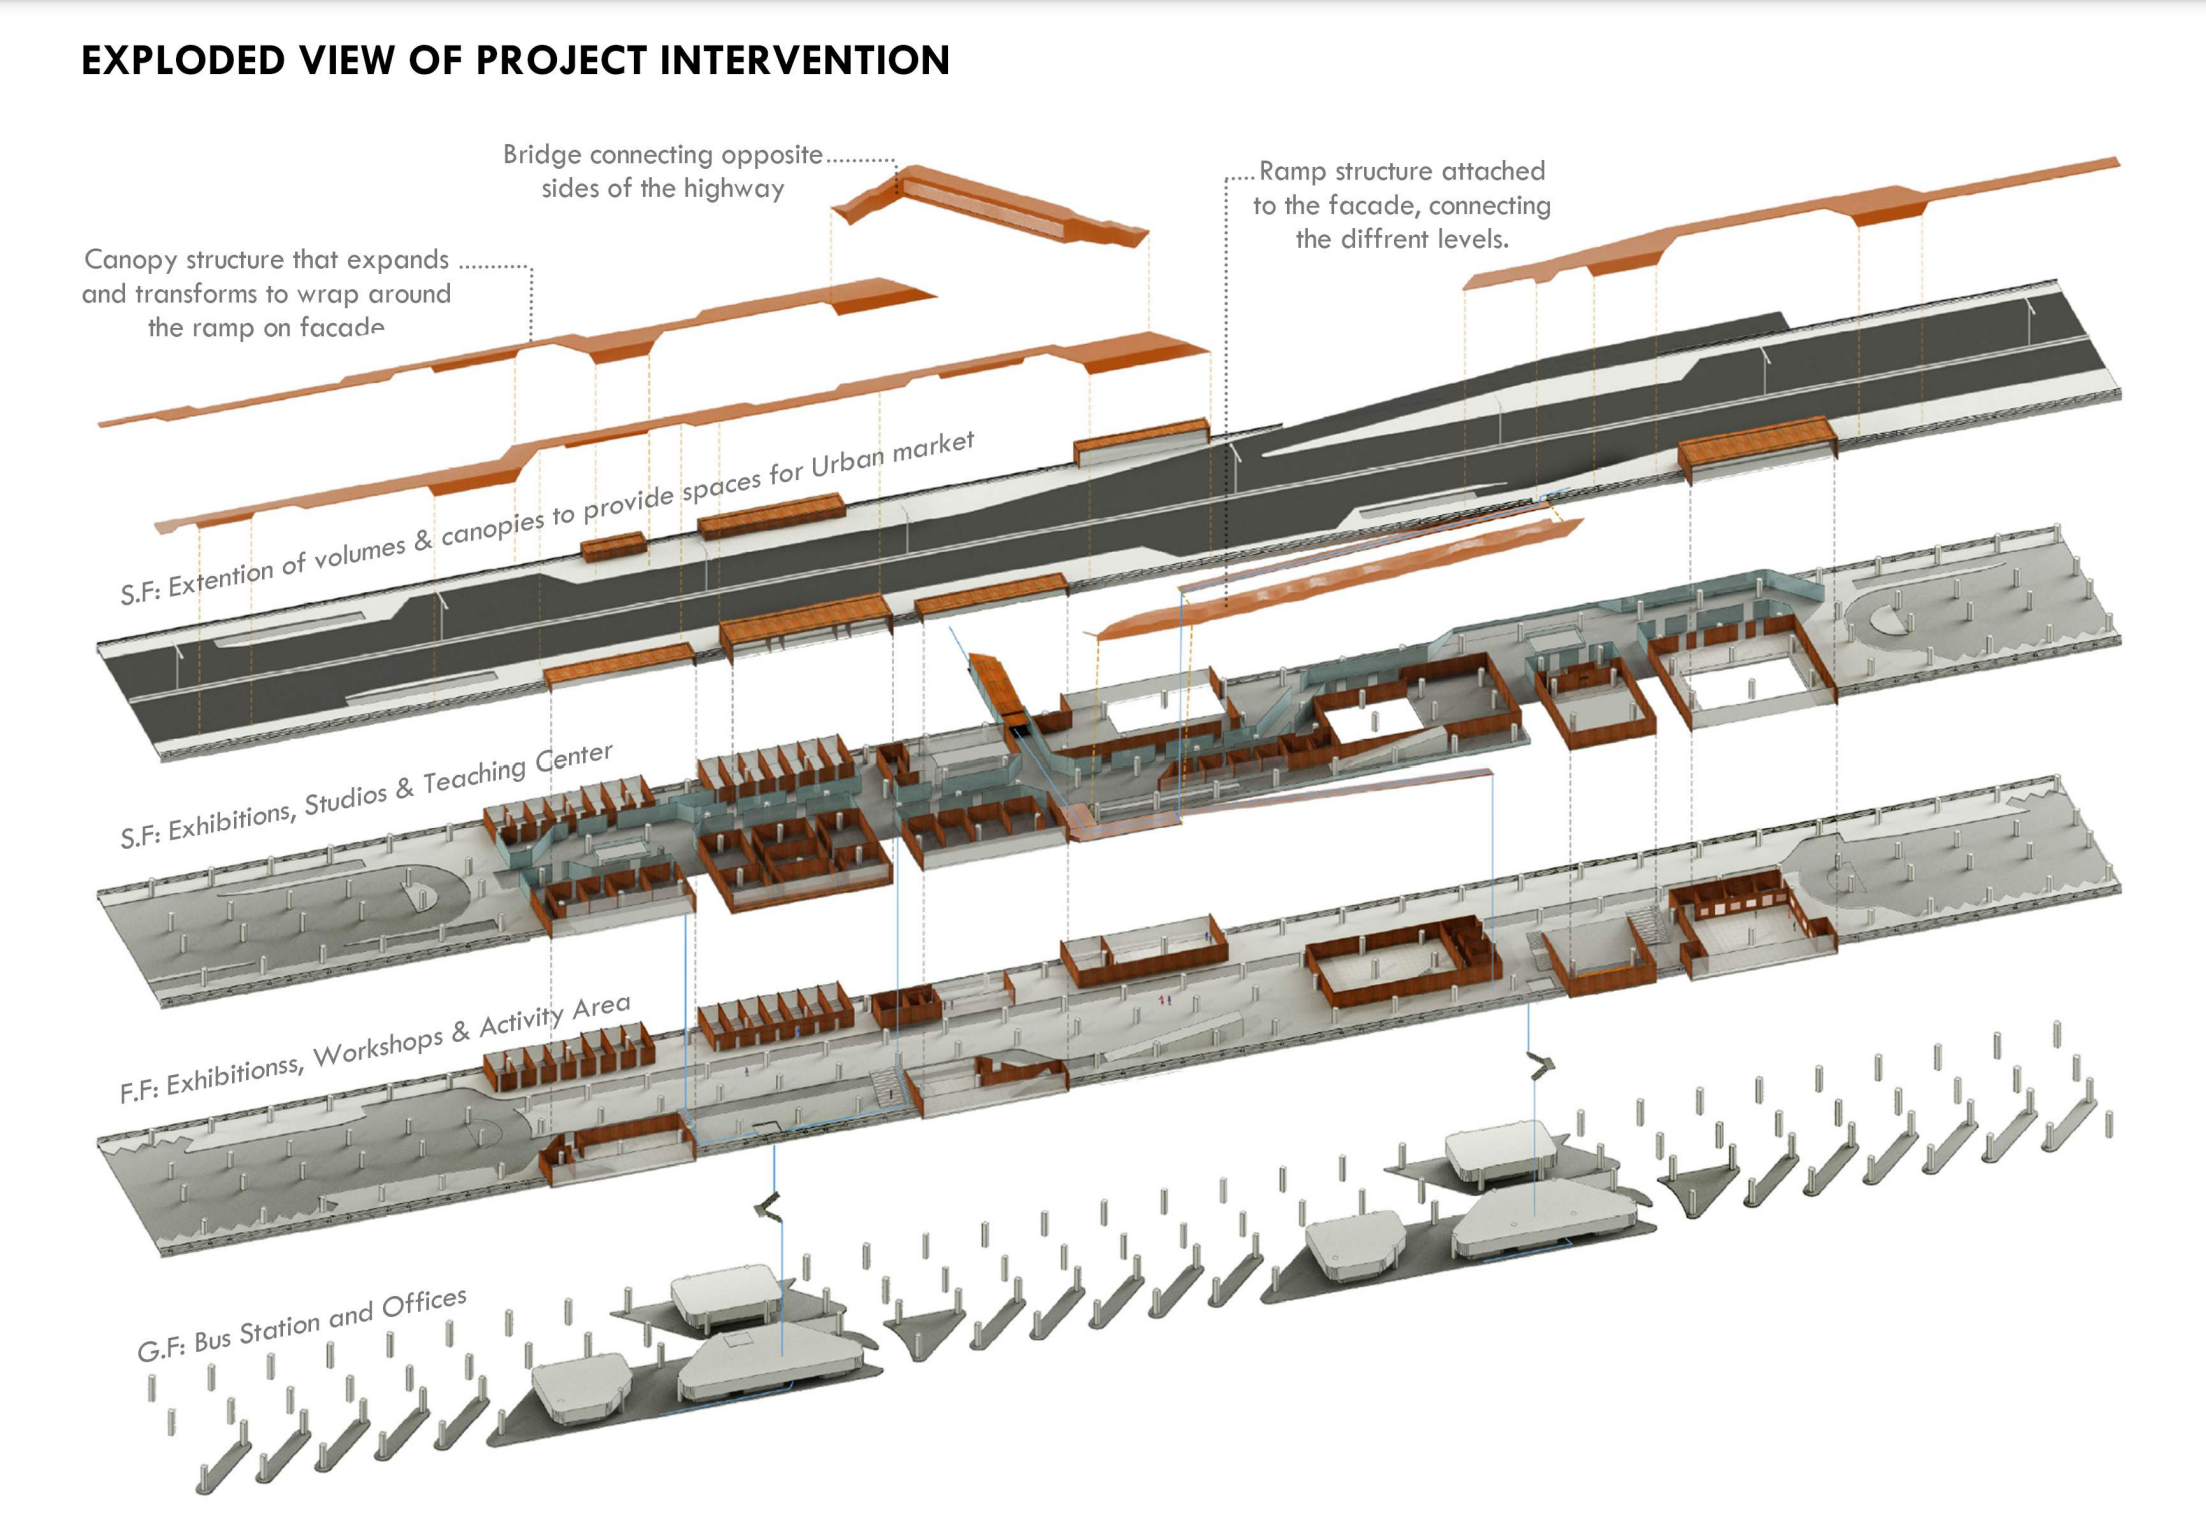 EXPLODED VIEW OF PROJECT INTERVENTION
Bridge connecting opposite
sides of the highway
Ramp structure attached
to the facade, connecting
the diffrent levels.
Canopy structure that expands
and transforms to wrap around
the ramp on facade
S.F: Extention of volumes & canopies to provide spaces for Urban market
S.F: Exhibitions, Studios & Teaching Center
F.F: Exhibitionss, Workshops & Activity Area
G.F: Bus Station and Offices